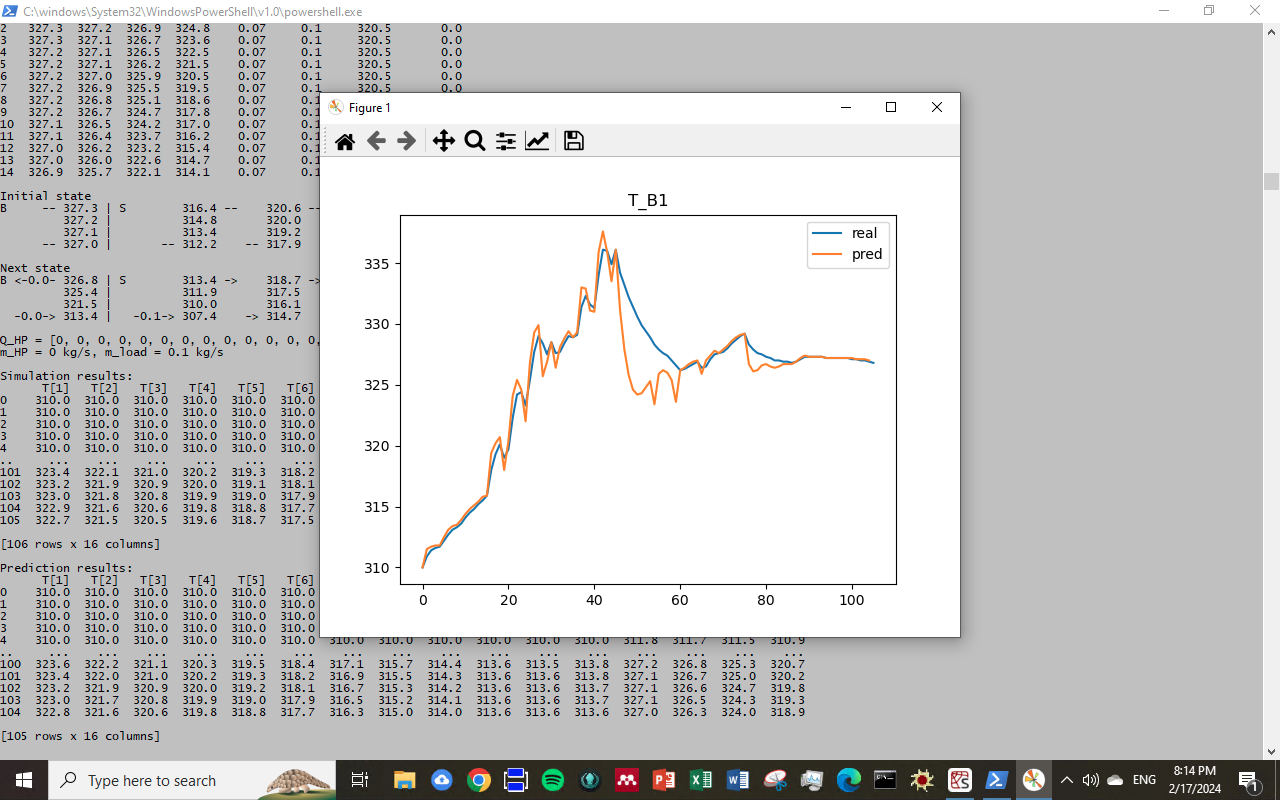 C:\windows\System32\WindowsPowerShell\v1.0\powershell.exe
2 327.3 327.2 326.9 324.8 0.07 0.1 320.5 0.0
3 327.3 327.1 326.7 323.6 0.07 0.1 320.5 0.0
4 327.2 327.1 326.5 322.5 0.07 0.1 320.5 0.0
5 327.2 327.1 326.2 321.5 0.07 0.1 320.5 0.0
6 327.2 327.0 325.9 320.5 0.07 0.1 320.5 0.0
7 327.2 326.9 325.5 319.5 0.07 0.1 320.5 0.0
8 327.2 326.8 325.1 318.6 0.07 0.1
9 327.2 326.7 324.7 317.8 0.07 0.1
10 327.1 326.5 324.2 317.0 0.07 0.1
11 327.1 326.4 323.7 316.2 0.07 0.1
12 327.0 326.2 323.2 315.4 0.07 0.1
13 327.0 326.0 322.6 314.7 0.07 0.1
14 326.9 325.7 322.1 314.1 0.07 0.1
Initial state
B -- 327.3 | S 316.4 -- 320.6 --
327.2 | 314.8 320.0
327.1 | 313.4 319.2
-- 327.0 | -- 312.2 -- 317.9
Next state
B <-0.0- 326.8 | S 313.4 -> 318.7 ->
325.4 | 311.9 317.5
321.5 | 310.0 316.1
-0.0-> 313.4 | -0.1-> 307.4 -> 314.7
Q_HP = [0, 0, 0, 0, 0, 0, 0, 0, 0, 0, 0, 0,
m_HP = 0 kg/s, m_load = 0.1 kg/s
Simulation results:
T[1] T[2] T[3] T[4] T[5] T[6]
0 310.0 310.0 310.0 310.0 310.0 310.0
1 310.0 310.0 310.0 310.0 310.0 310.0
2 310.0 310.0 310.0 310.0 310.0 310.0
3 310.0 310.0 310.0 310.0 310.0 310.0
4 310.0 310.0 310.0 310.0 310.0 310.0
.. ... ... ... ... ... ...
101 323.4 322.1 321.0 320.2 319.3 318.2
102 323.2 321.9 320.9 320.0 319.1 318.1
103 323.0 321.8 320.8 319.9 319.0 317.9
104 322.9 321.6 320.6 319.8 318.8 317.7
105 322.7 321.5 320.5 319.6 318.7 317.5
[106 rows x 16 columns]
Prediction results:
T[1] T[2] T[3] T[4] T[5] T[6]
0 310.0 310.0 310.0 310.0 310.0 310.0
1 310.0 310.0 310.0 310.0 310.0 310.0
2 310.0 310.0 310.0 310.0 310.0 310.0
3 310.0 310.0 310.0 310.0 310.0 310.0
4 310.0 310.0 310.0 310.0 310.0 310.0 310.0 310.0 310.0 310.0 310.0 310.0 311.8 311.7 311.5 310.9
.. ... ... ... ... ... ... ... ... ... ... ... ... ... ... ... ...
100 323.6 322.2 321.1 320.3 319.5 318.4 317.1 315.7 314.4 313.6 313.5 313.8 327.2 326.8 325.3 320.7
101 323.4 322.0 321.0 320.2 319.3 318.2 316.9 315.5 314.3 313.6 313.6 313.8 327.1 326.7 325.0 320.2
102 323.2 321.9 320.9 320.0 319.2 318.1 316.7 315.3 314.2 313.6 313.6 313.7 327.1 326.6 324.7 319.8
103 323.0 321.7 320.8 319.9 319.0 317.9 316.5 315.2 314.1 313.6 313.6 313.7 327.1 326.5 324.3 319.3
104 322.8 321.6 320.6 319.8 318.8 317.7 316.3 315.0 314.0 313.6 313.6 313.6 327.0 326.3 324.0 318.9
[105 rows x 16 columns]
Figure 1
T_B1
real
pred
335
330
325
320
315
310
0 20 40 60 80 100
Type here to search
ENG
8:14 PM
2/17/2024
1